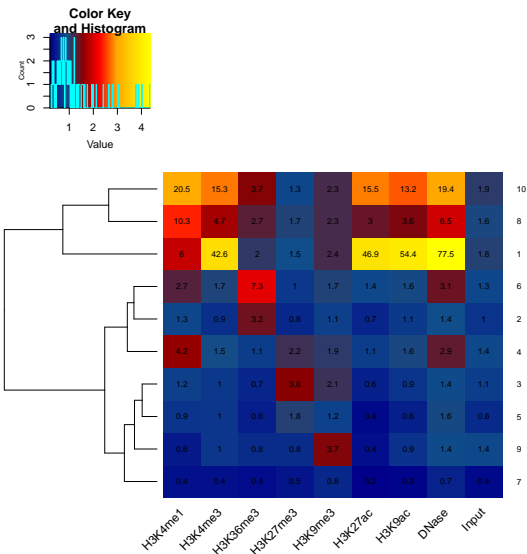 Color Key
and Histogram
Count
0 1 2 3
1 2 3 4
Value
20.5 15.3 3.7 1.3 2.3 15.5 13.2 19.4 1.9 10
10.3 4.7 2.7 1.7 2.3 3 3.6 8.5 1.6 8
6 42.6 2 1.5 2.4 46.9 54.4 77.5 1.8 1
2.7 1.7 7.3 1 1.7 1.4 1.6 3.1 1.3 6
1.3 0.9 3.2 0.8 1.1 0.7 1.1 1.4 1 2
4.2 1.5 1.1 2.2 1.9 1.1 1.6 2.9 1.4 4
1.2 1 0.7 3.8 2.1 0.6 0.9 1.4 1.1 3
0.9 1 0.6 1.8 1.2 0.4 0.6 1.6 0.8 5
0.6 1 0.8 0.8 3.7 0.4 0.9 1.4 1.4 9
0.4 0.4 0.4 0.5 0.8 0.3 0.7 0.4 7
H3K4me1 H3K4me3 H3K36me3 H3K27me3 H3K9me3 H3K27ac H3K9ac DNase Input